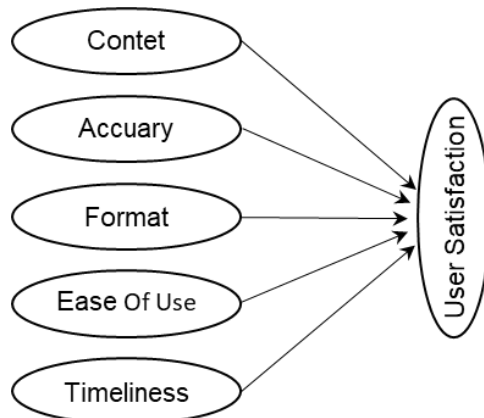 Contet
Accuary
Format
Ease Of Use
Timeliness
User Satisfaction